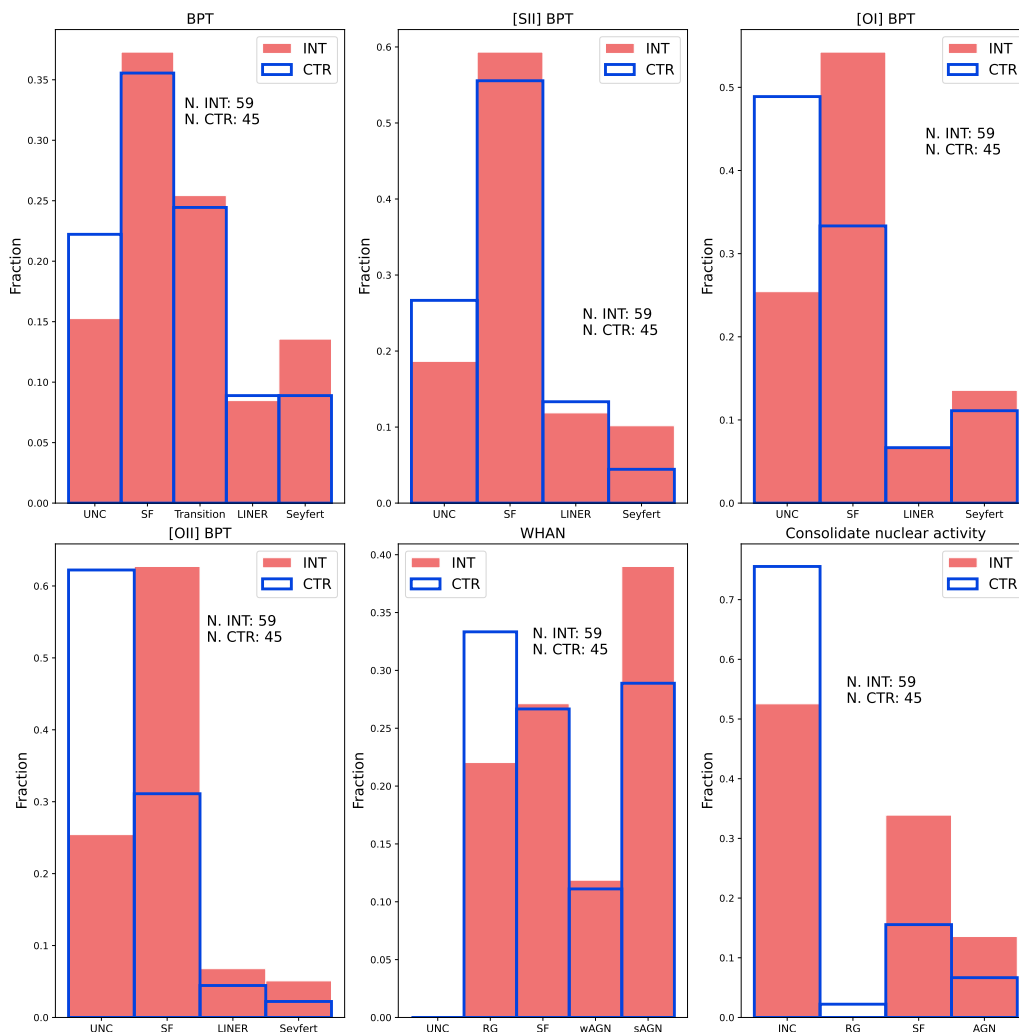 BPT
INT
CTR
N. INT: 59
N. CTR: 45
Fraction
0.35
0.30
0.25
0.20
0.15
0.10
0.05
0.00
UNC SF Transition LINER Seyfert
[SII] BPT
INT
CTR
N. INT: 59
N. CTR: 45
Fraction
0.6
0.5
0.4
0.3
0.2
0.1
0.0
UNC SF LINER Seyfert
[OI] BPT
INT
CTR
N. INT: 59
N. CTR: 45
Fraction
0.5
0.4
0.3
0.2
0.1
0.0
UNC SF LINER Seyfert
[OII] BPT
INT
CTR
N. INT: 59
N. CTR: 45
Fraction
0.6
0.5
0.4
0.3
0.2
0.1
0.0
UNC SF LINER Seyfert
WHAN
INT
CTR
N. INT: 59
N. CTR: 45
Fraction
0.40
0.35
0.30
0.25
0.20
0.15
0.10
0.05
0.00
UNC RG SF wAGN sAGN
Consolidate nuclear activity
INT
CTR
N. INT: 59
N. CTR: 45
Fraction
0.7
0.6
0.5
0.4
0.3
0.2
0.1
0.0
INC RG SF AGN